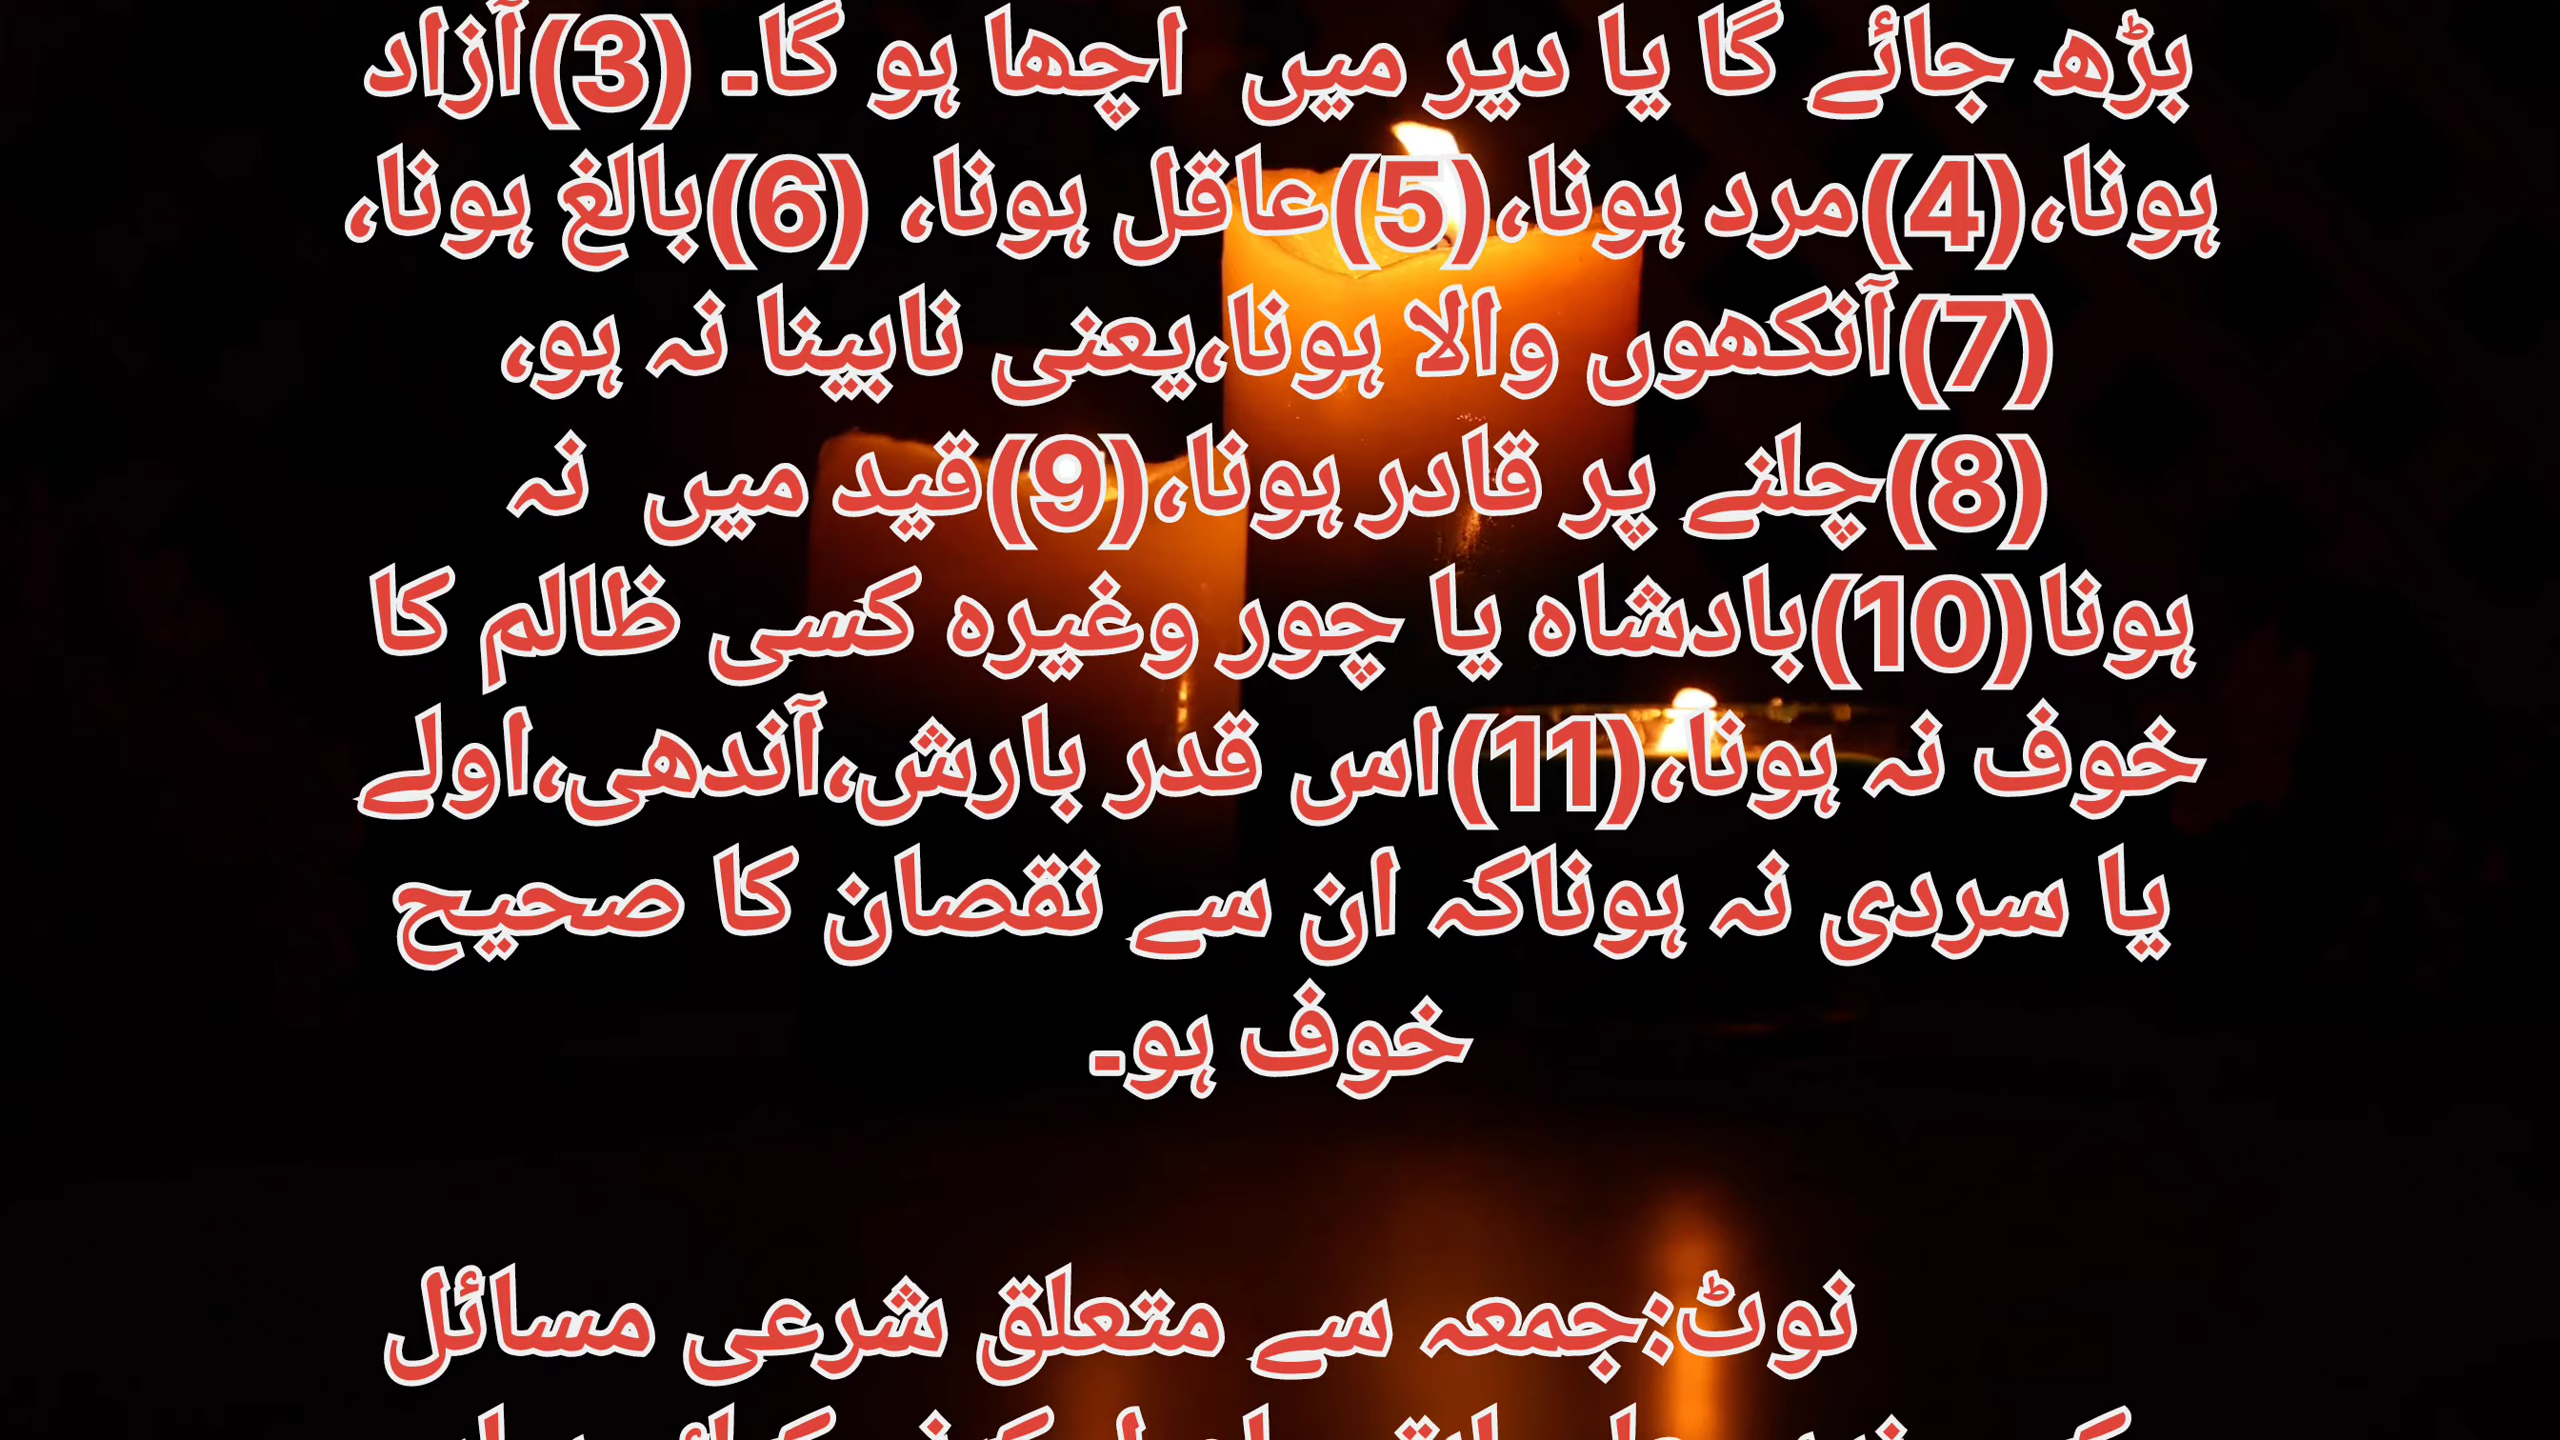 بڑھ جائے گا یا دیر میں اچھا ہو گا۔ (3)آزاد
ہونا،(4)مرد ہونا،(5)عاقل ہونا، (6)بالغ ہونا،
(7)آنکھوں والا ہونا،یعنی نابینا نہ ہو،
(8)چلنے پر قادر ہونا،(9)قید میں نہ
ہونا(10)بادشاہ یا چور وغیرہ کسی ظالم کا
خوف نہ ہونا،(11)اس قدر بارش،آندھی،اولے
یا سردی نہ ہوناکہ ان سے نقصان کا صحیح
خوف ہو۔
نوٹ:جمعہ سے متعلق شرعی مسائل